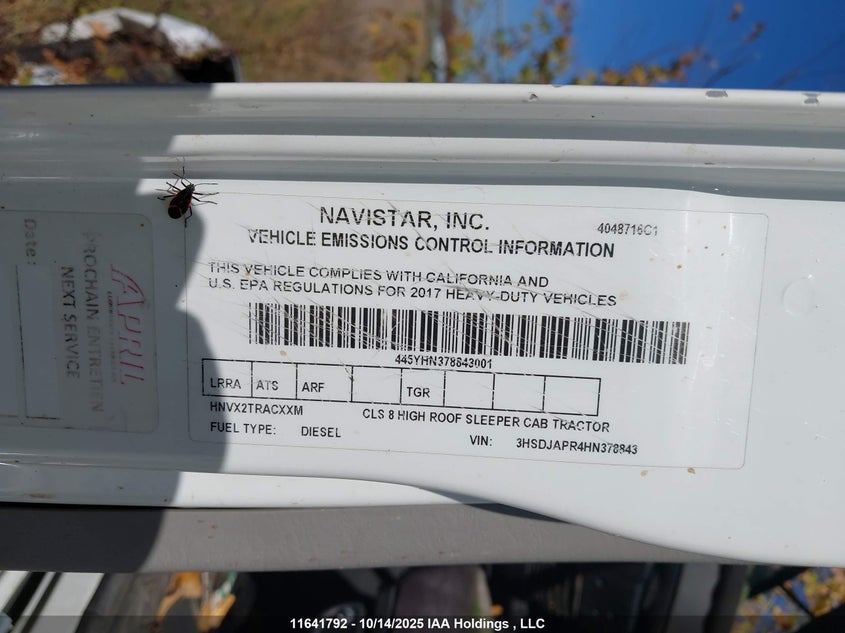 NAVISTAR, INC.
4048716C1
VEHICLE EMISSIONS CONTROL INFORMATION
THIS VEHICLE COMPLIES WITH CALIFORNIA AND
U.S. EPA REGULATIONS FOR 2017 HEAVY-DUTY VEHICLES
445YHN378843001
LRRA ATS ARF TGR
HNVX2TRACXXM CLS 8 HIGH ROOF SLEEPER CAB TRACTOR
FUEL TYPE: DIESEL VIN: 3HSDJAPR4HN378843
APRIL
PROCHAIN ENTRETIEN
NEXT SERVICE
Date:
11641792 - 10/14/2025 IAA Holdings , LLC